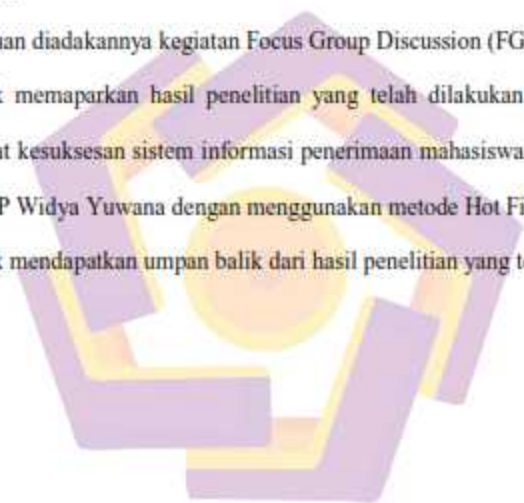 uan diadakannya kegiatan Focus Group Discussion (FG
k memaparkan hasil penelitian yang telah dilakukan
at kesuksesan sistem informasi penerimaan mahasiswa
P Widya Yuwana dengan menggunakan metode Hot Fi
k mendapatkan umpan balik dari hasil penelitian yang t